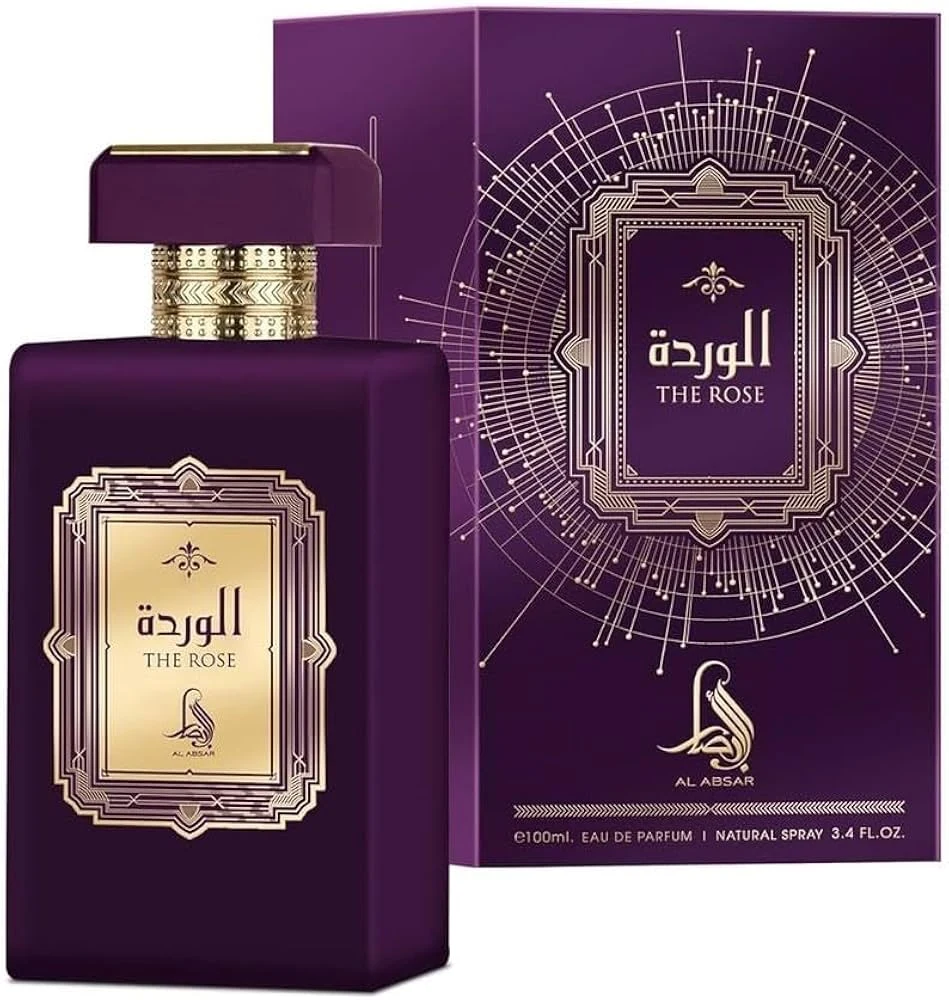 الوردة
THE ROSE
AL ABSAR
الوردة
THE ROSE
AL ABSAR
℮100ml. EAU DE PARFUM | NATURAL SPRAY 3.4 FL.OZ.